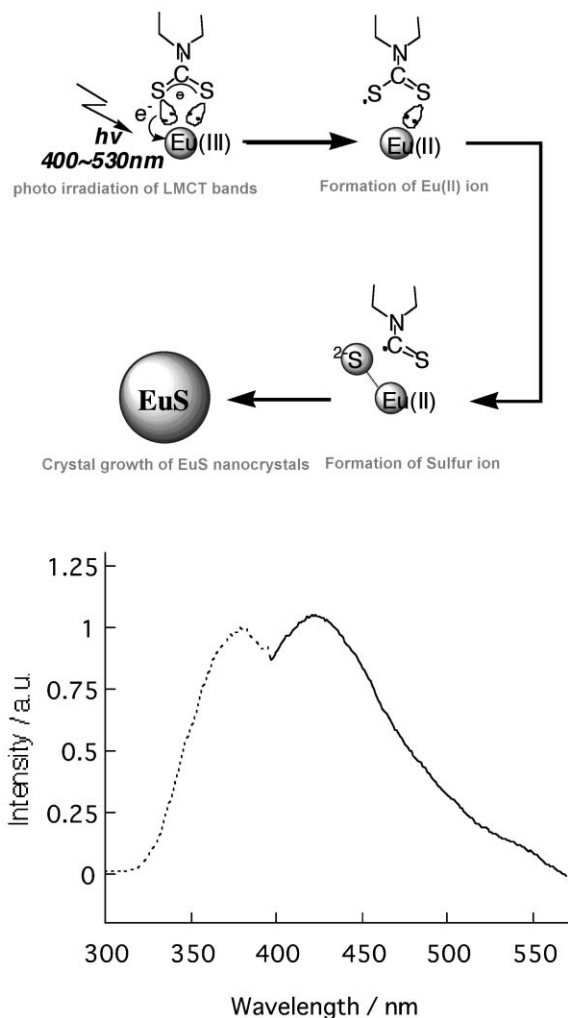 N
S C S
⊖
e-
Eu(III)
hν
400~530nm
photo irradiation of LMCT bands
N
S C S
Eu(II)
Formation of Eu(II) ion
N
C S
2- S
Eu(II)
Formation of Sulfur ion
EuS
Crystal growth of EuS nanocrystals
Intensity / a.u.
1.25
1
0.75
0.5
0.25
0
300 350 400 450 500 550
Wavelength / nm